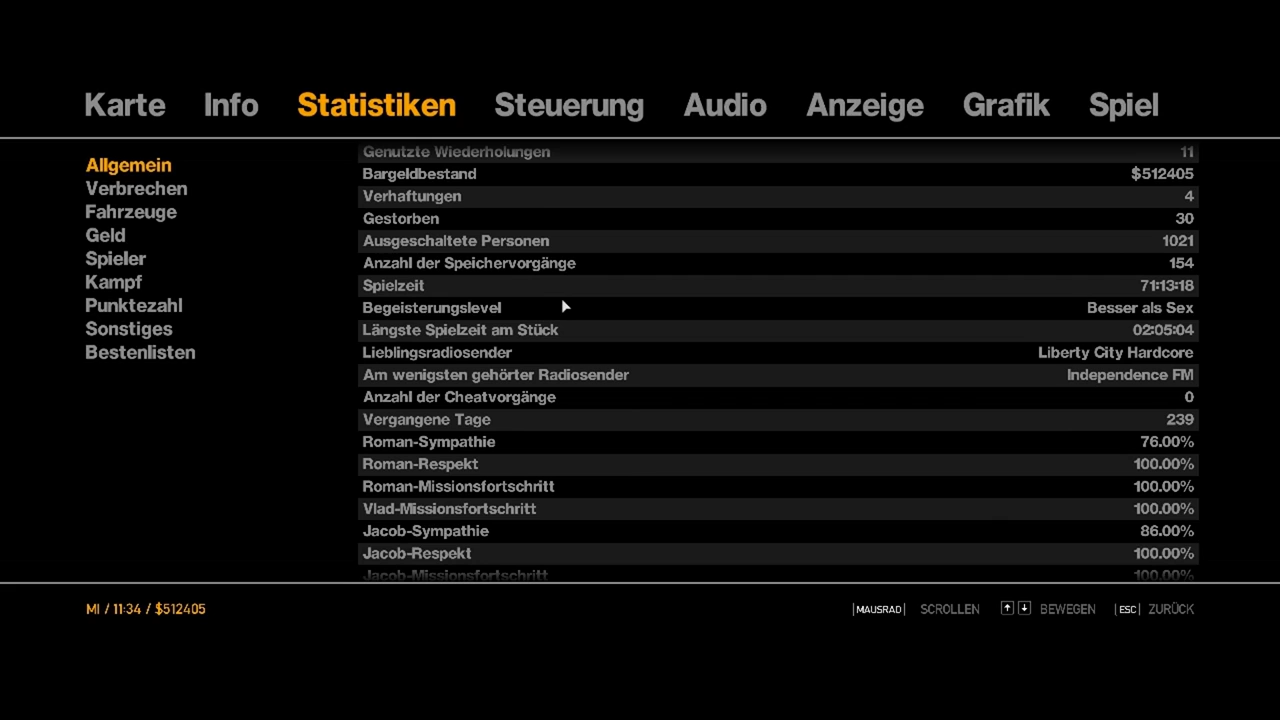 Karte Info Statistiken Steuerung Audio Anzeige Grafik Spiel
Allgemein
Verbrechen
Fahrzeuge
Geld
Spieler
Kampf
Punktezahl
Sonstiges
Bestenlisten
Genutzte Wiederholungen 11
Bargeldbestand $512405
Verhaftungen 4
Gestorben 30
Ausgeschaltete Personen 1021
Anzahl der Speichervorgänge 154
Spielzeit 71:13:18
Begeisterungslevel Besser als Sex
Längste Spielzeit am Stück 02:05:04
Lieblingsradiosender Liberty City Hardcore
Am wenigsten gehörter Radiosender Independence FM
Anzahl der Cheatvorgänge 0
Vergangene Tage 239
Roman-Sympathie 76.00%
Roman-Respekt 100.00%
Roman-Missionsfortschritt 100.00%
Vlad-Missionsfortschritt 100.00%
Jacob-Sympathie 86.00%
Jacob-Respekt 100.00%
Jacob-Missionsfortschritt 100.00%
MI / 11:34 / $512405
MAUSRAD SCROLLEN BEWEGEN ESC ZURÜCK